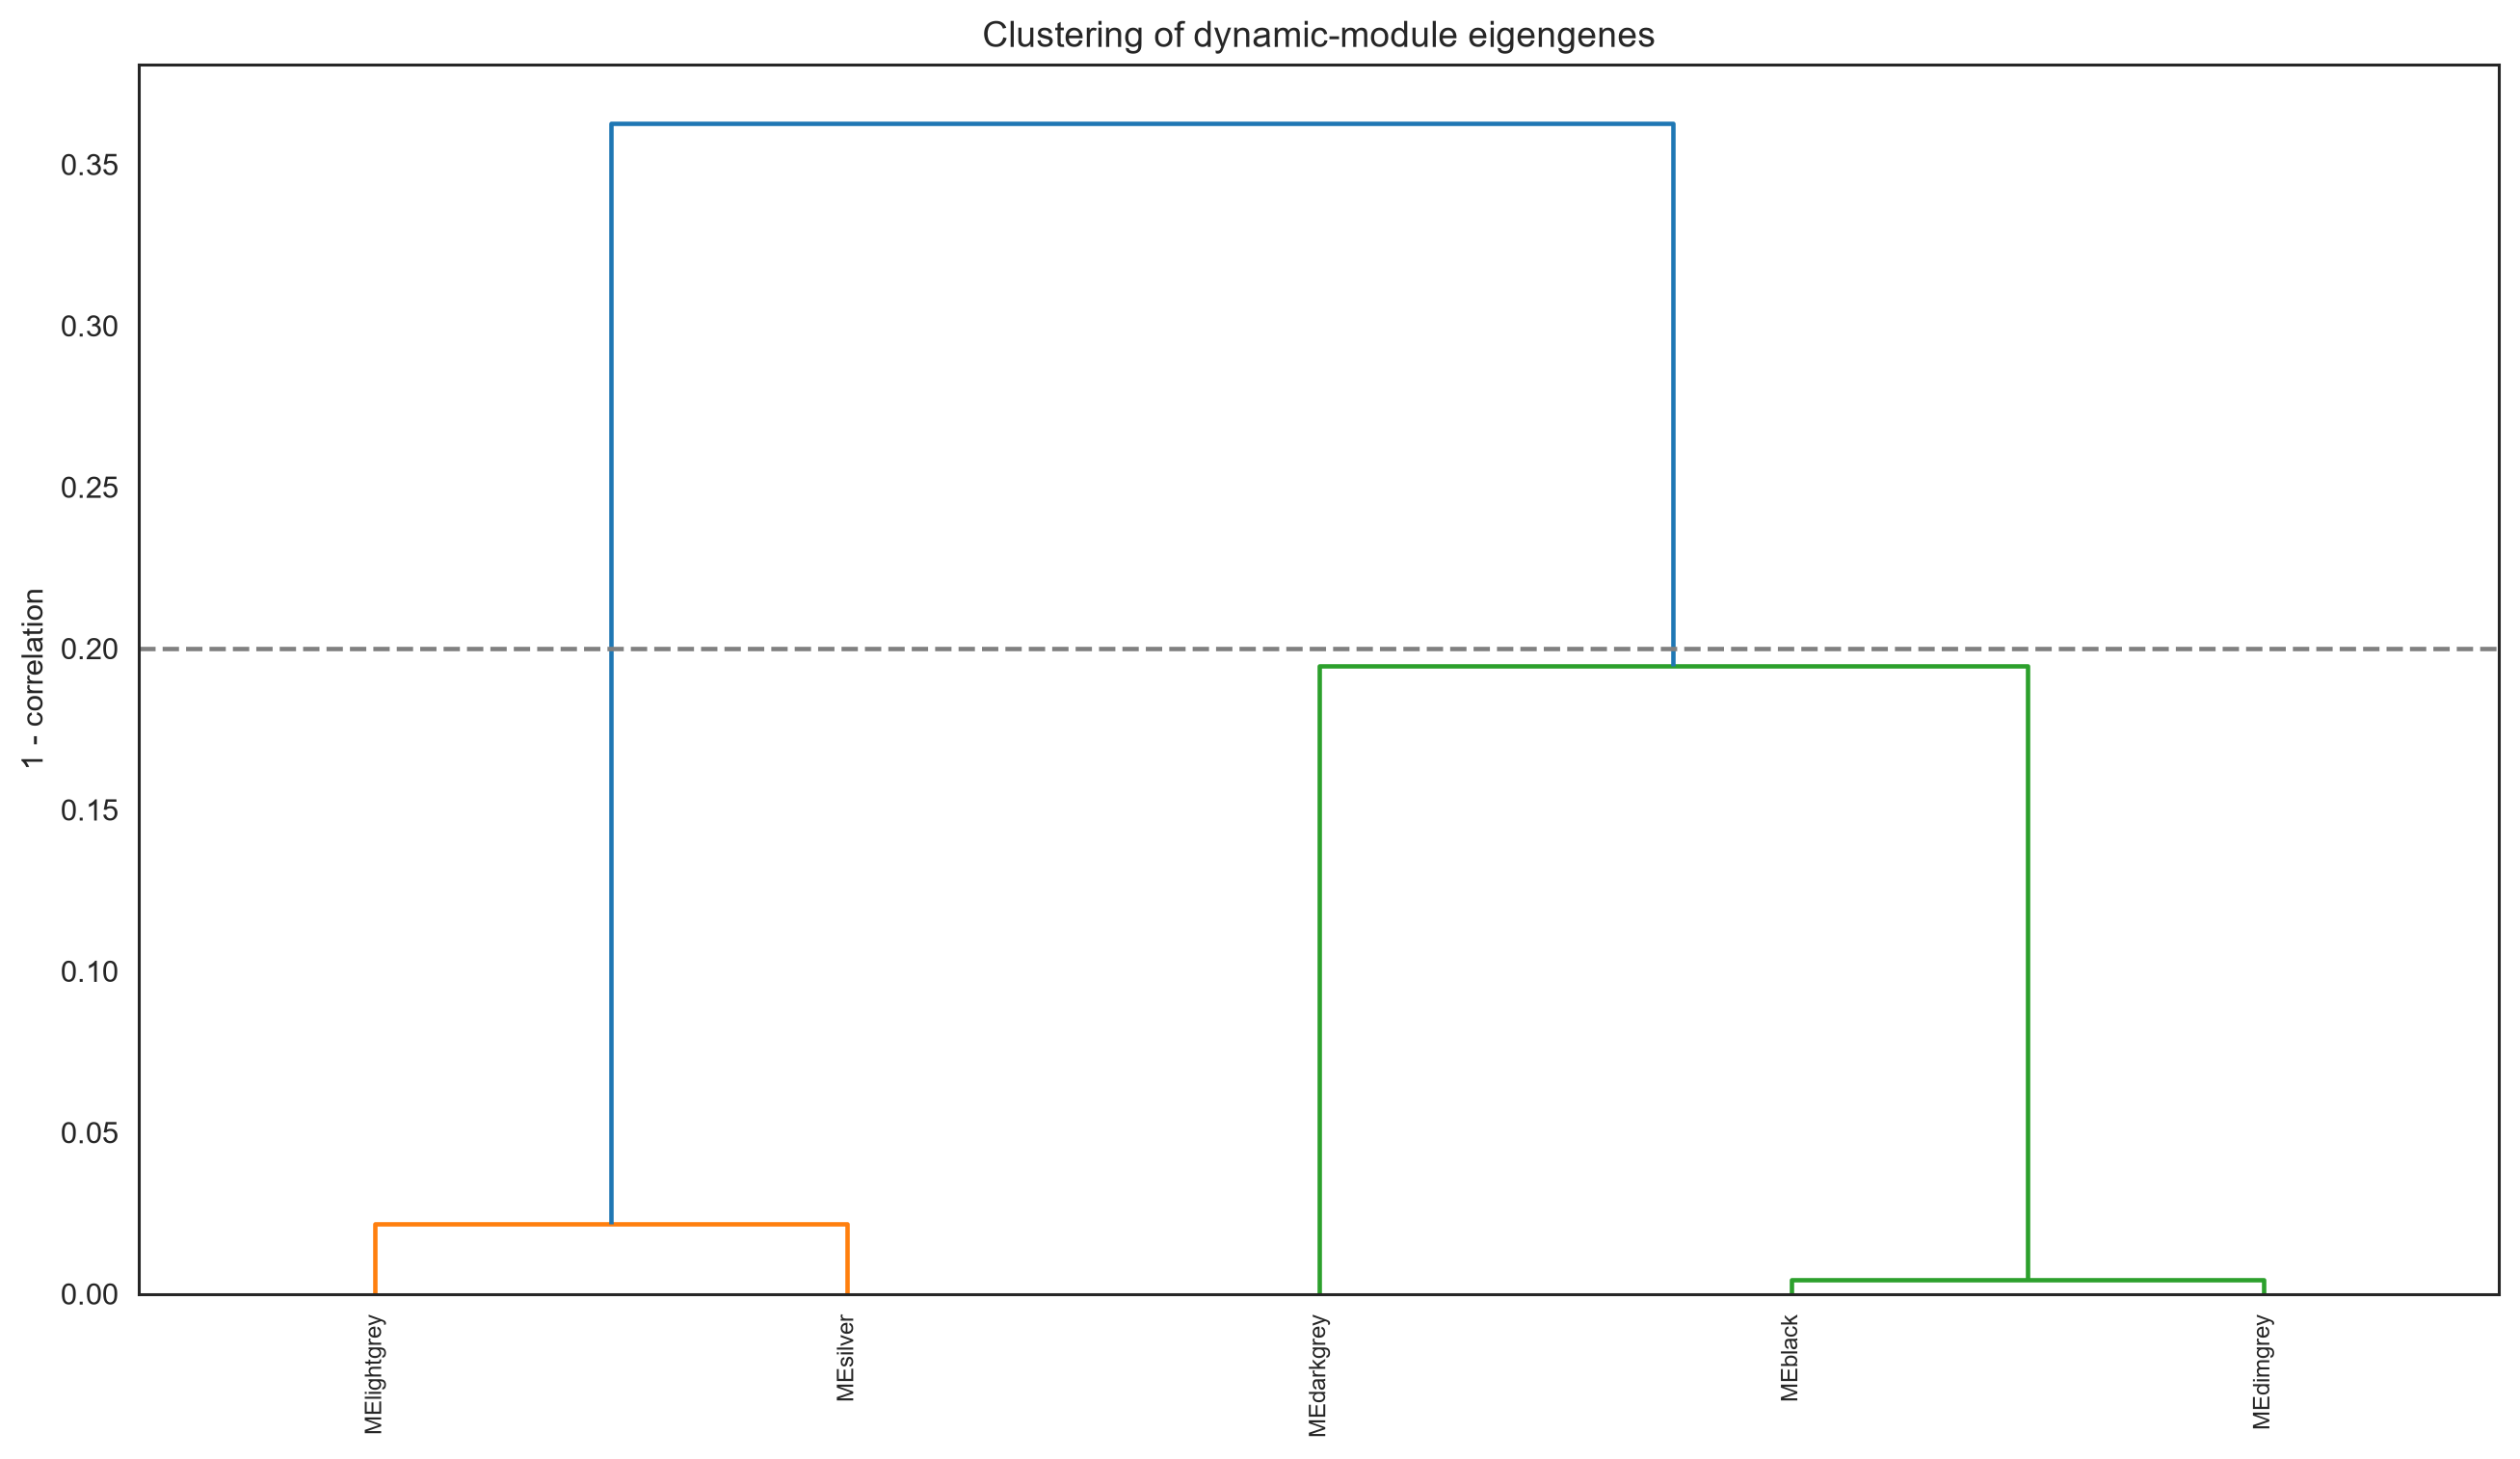 Clustering of dynamic-module eigengenes
1 - correlation
0.35
0.30
0.25
0.20
0.15
0.10
0.05
0.00
MElightgrey
MEsilver
MEdarkgrey
MEblack
MEdimgrey